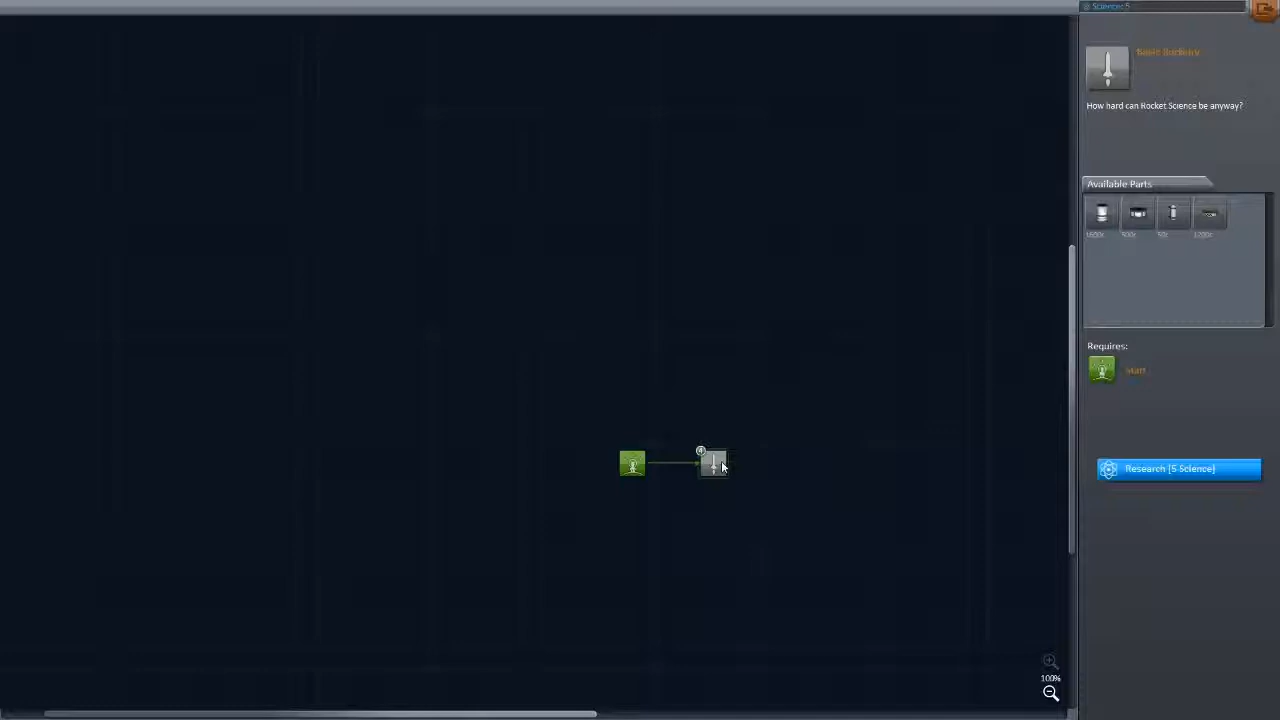 Science: 5
Basic Rocketry
How hard can Rocket Science be anyway?
Available Parts
Requires:
Start
4
Research [5 Science]
100%